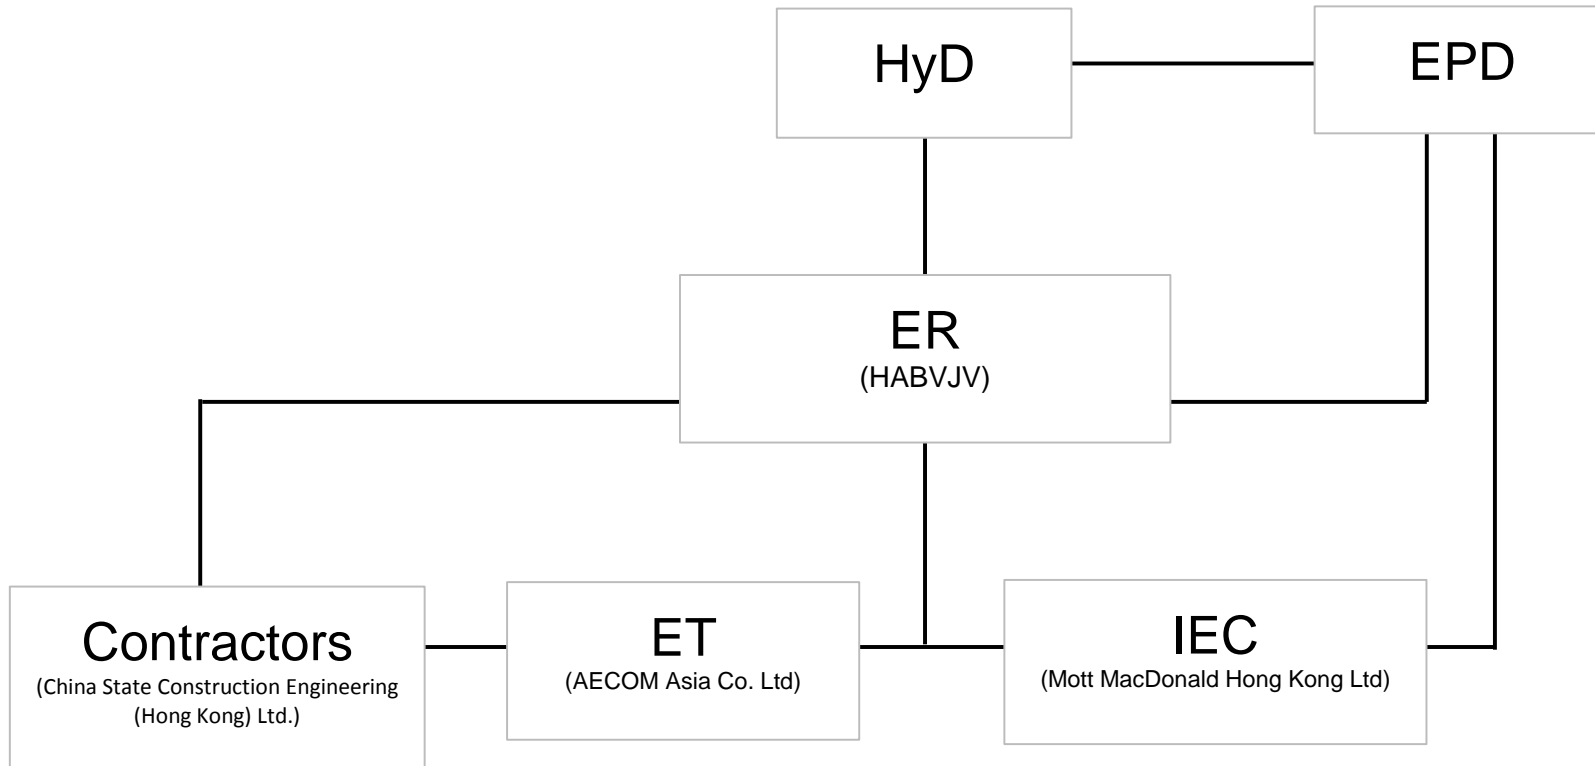 HyD
EPD
ER
(HABVJV)
Contractors
(China State Construction Engineering
(Hong Kong) Ltd.)
ET
(AECOM Asia Co. Ltd)
IEC
(Mott MacDonald Hong Kong Ltd)